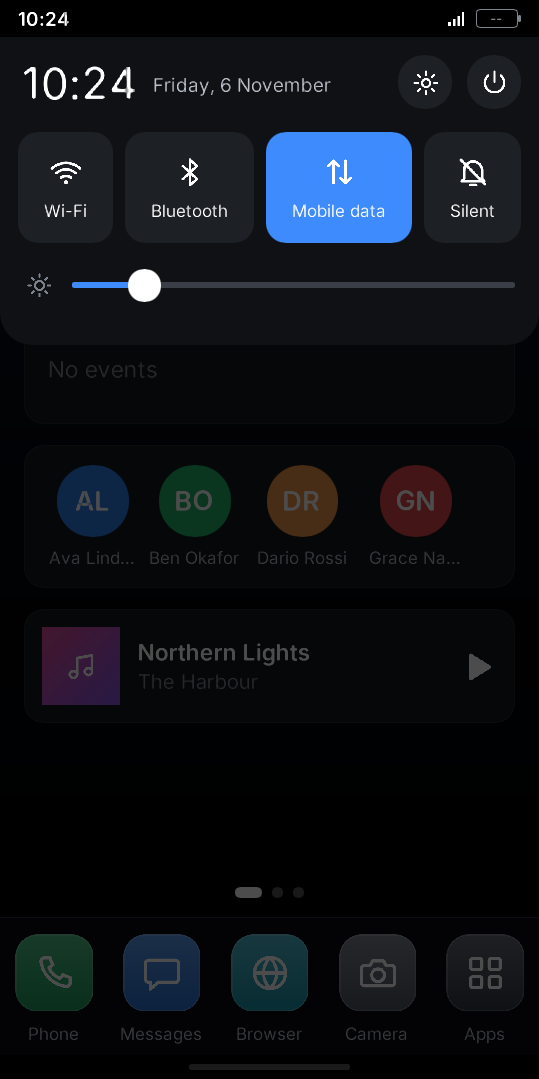 10:24
--
10:24 Friday, 6 November
Wi-Fi Bluetooth Mobile data Silent
No events
AL BO DR GN
Ava Lind... Ben Okafor Dario Rossi Grace Na...
Northern Lights
The Harbour
Phone Messages Browser Camera Apps